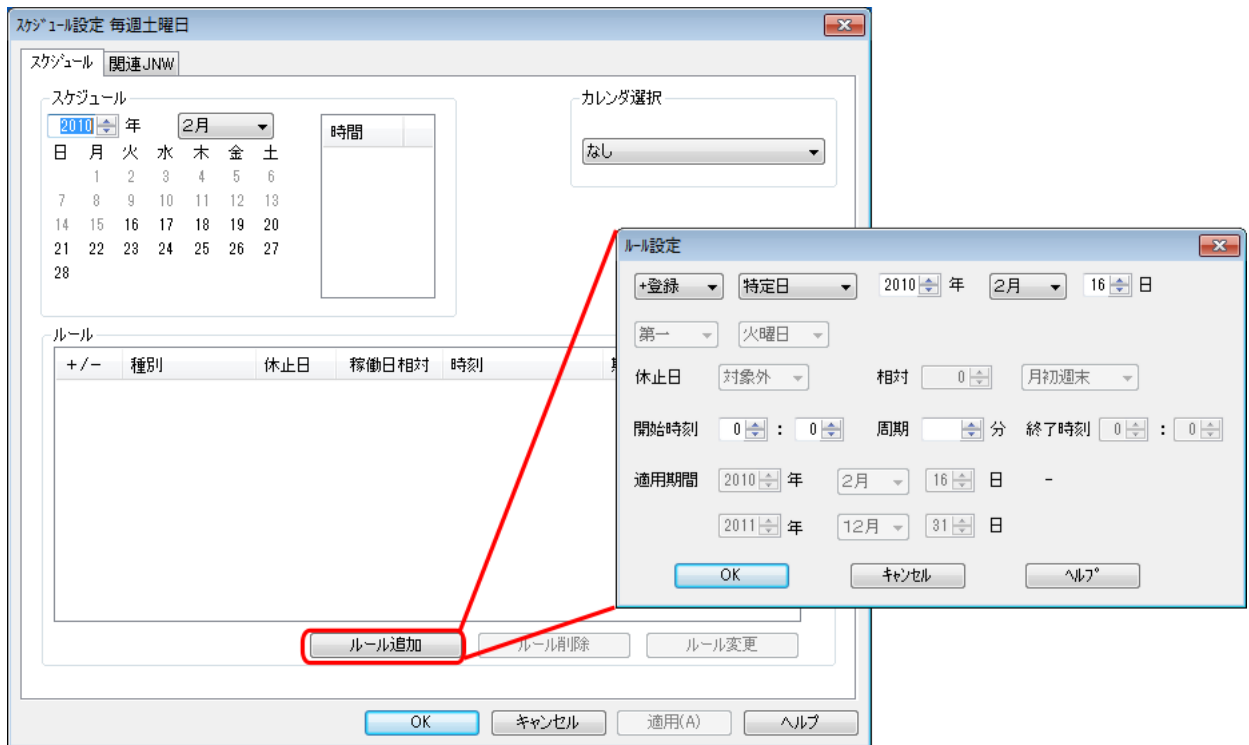 ｽｹｼﾞｭｰﾙ設定 毎週土曜日
スケジュール 関連JNW
スケジュール
2010 年 2月
日 月 火 水 木 金 土
1 2 3 4 5 6
7 8 9 10 11 12 13
14 15 16 17 18 19 20
21 22 23 24 25 26 27
28
時間
カレンダ選択
なし
ルール
+/- 種別 休止日 稼働日相対 時刻
ルール追加 ルール削除 ルール変更
OK キャンセル 適用(A) ヘルプ
ﾙｰﾙ設定
+登録 特定日 2010 年 2月 16 日
第一 火曜日
休止日 対象外 相対 0 月初週末
開始時刻 0 : 0 周期 分 終了時刻 0 : 0
適用期間 2010 年 2月 16 日 -
2011 年 12月 31 日
OK ｷｬﾝｾﾙ ﾍﾙﾌﾟ